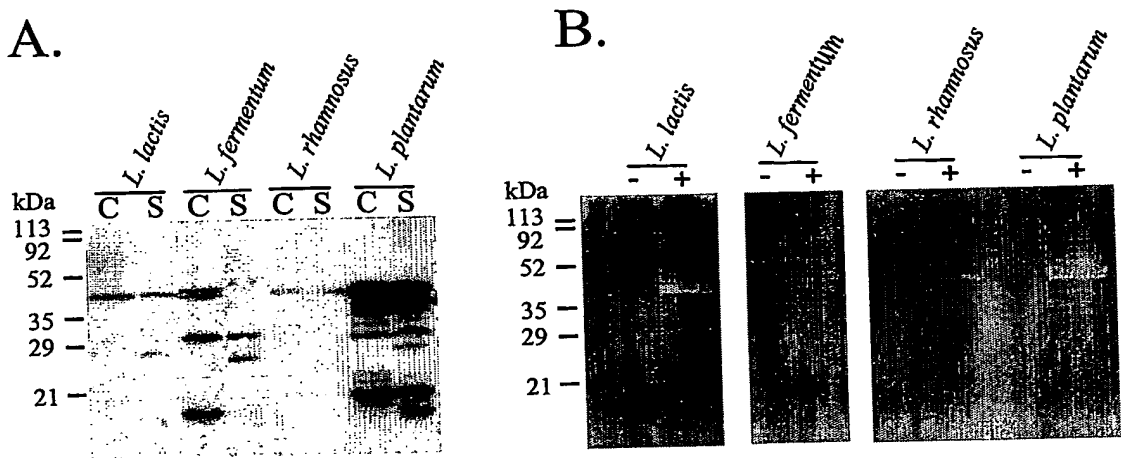 A.
L. lactis
L. fermentum
L. rhamnosus
L. plantarum
kDa
C S C S C S C S
113
92
52
35
29
21
B.
L. lactis
L. fermentum
L. rhamnosus
L. plantarum
- + - + - + - +
kDa
113
92
52
35
29
21